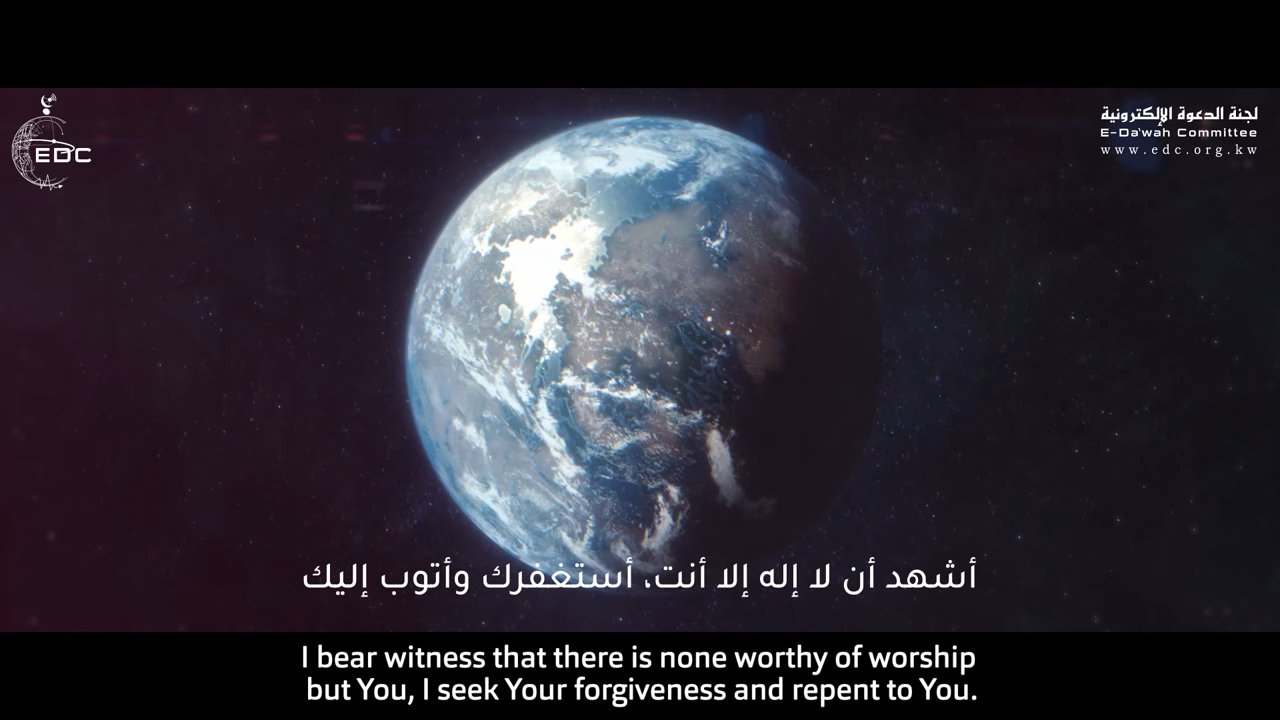 EDC
لجنة الدعوة الإلكترونية
E-Da'wah Committee
www.edc.org.kw
أشهد أن لا إله إلا أنت، أستغفرك وأتوب إليك
I bear witness that there is none worthy of worship
but You, I seek Your forgiveness and repent to You.